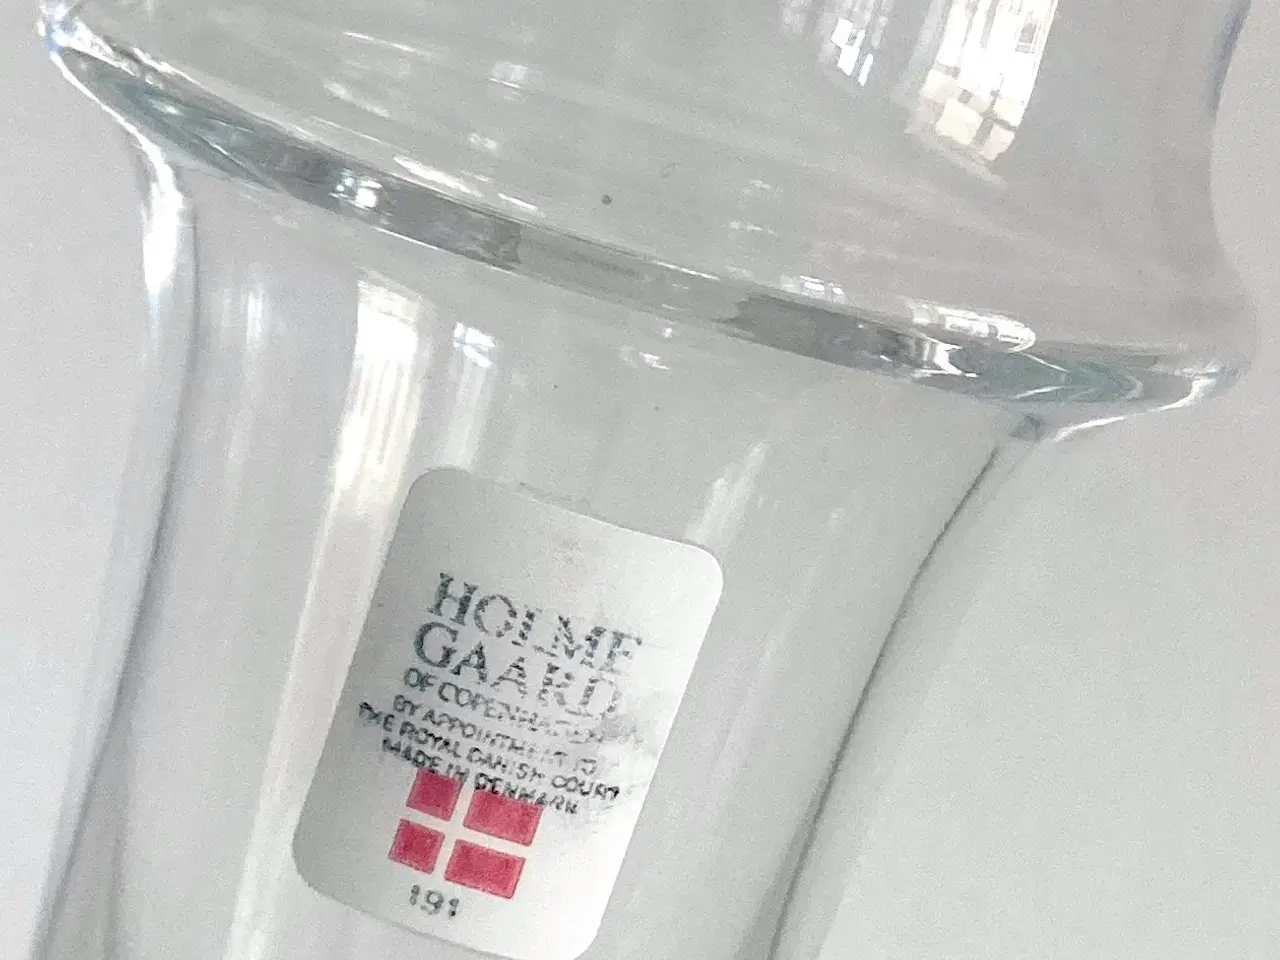 HOLME
GAARD
OF COPENHAGEN
BY APPOINTMENT TO
THE ROYAL DANISH COURT
MADE IN DENMARK
191